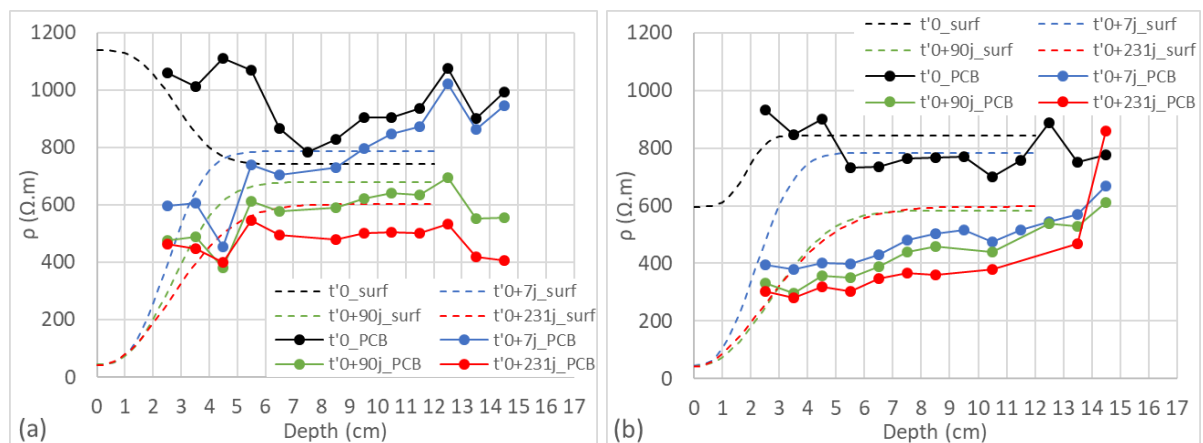 1200
1000
800
600
400
200
0
ρ (Ω.m)
t'0_surf t'0+7j_surf
t'0+90j_surf t'0+231j_surf
t'0_PCB t'0+7j_PCB
t'0+90j_PCB t'0+231j_PCB
0 1 2 3 4 5 6 7 8 9 10 11 12 13 14 15 16 17
(a) Depth (cm)
t'0_surf t'0+7j_surf
t'0+90j_surf t'0+231j_surf
t'0_PCB t'0+7j_PCB
t'0+90j_PCB t'0+231j_PCB
1200
1000
800
600
400
200
0
ρ (Ω.m)
0 1 2 3 4 5 6 7 8 9 10 11 12 13 14 15 16 17
(b) Depth (cm)